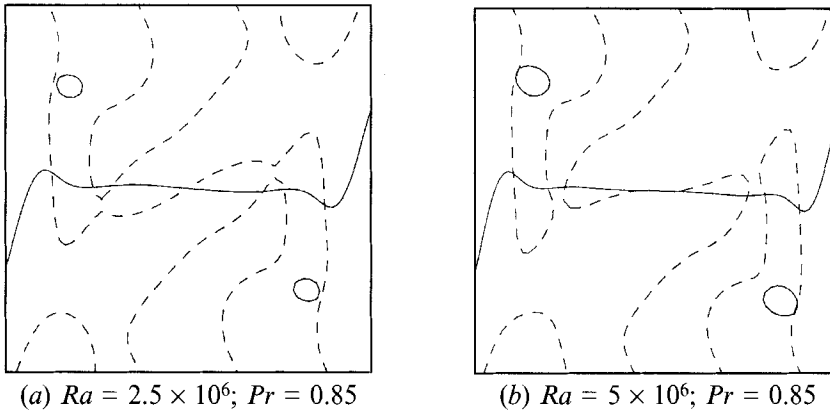 (a) Ra = 2.5 × 10⁶; Pr = 0.85
(b) Ra = 5 × 10⁶; Pr = 0.85